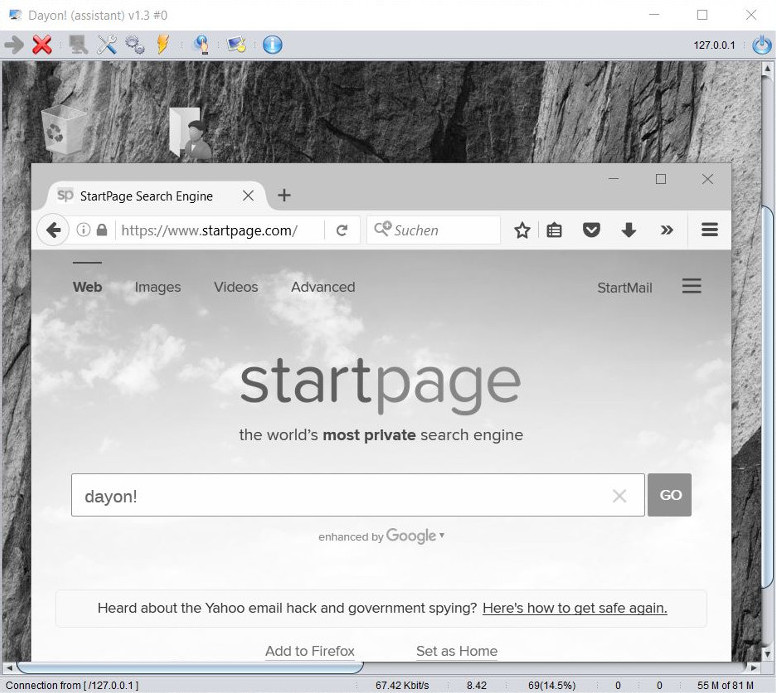 Dayon! (assistant) v1.3 #0
127.0.0.1
sp StartPage Search Engine
https://www.startpage.com/
Suchen
Web Images Videos Advanced StartMail
startpage
the world's most private search engine
dayon! GO
enhanced by Google
Heard about the Yahoo email hack and government spying? Here's how to get safe again.
Add to Firefox Set as Home
Connection from [ /127.0.0.1 ] 67.42 Kbit/s 8.42 69(14.5%) 0 0 55 M of 81 M